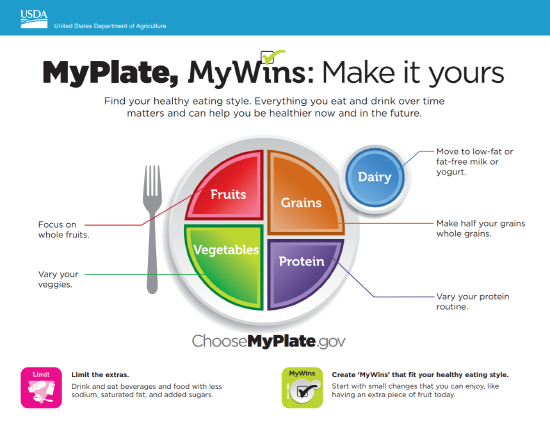 USDA
United States Department of Agriculture
MyPlate, MyWins: Make it yours
Find your healthy eating style. Everything you eat and drink over time
matters and can help you be healthier now and in the future.
Move to low-fat or
fat-free milk or
yogurt.
Dairy
Fruits
Grains
Focus on
whole fruits.
Make half your grains
whole grains.
Vegetables
Protein
Vary your
veggies.
Vary your protein
routine.
ChooseMyPlate.gov
Limit
Limit the extras.
Drink and eat beverages and food with less
sodium, saturated fat, and added sugars.
MyWins
Create 'MyWins' that fit your healthy eating style.
Start with small changes that you can enjoy, like
having an extra piece of fruit today.